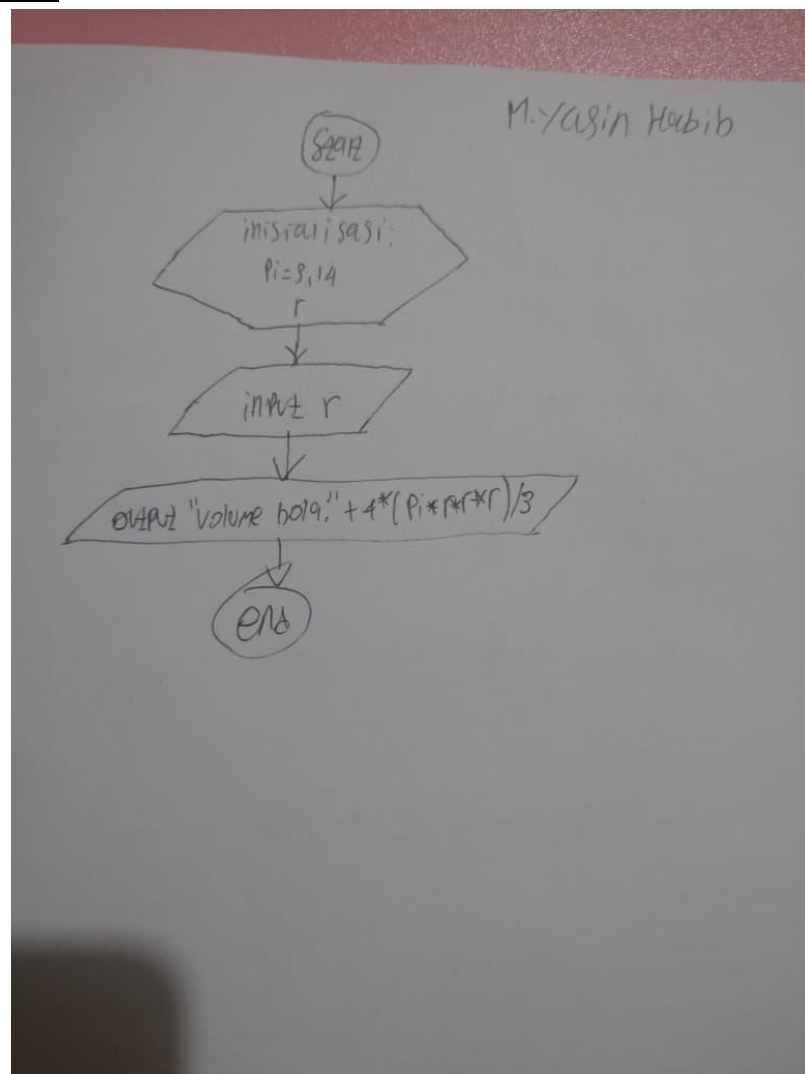 M. Yasin Habib
Start
inisialisasi:
Pi=3,14
r
input r
output "volume bola:" + 4*(Pi*r*r*r)/3
end